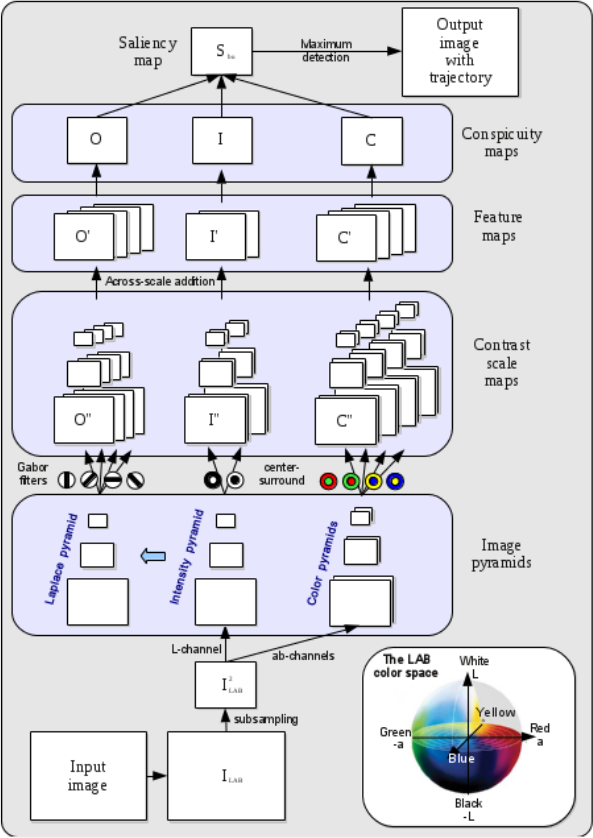 Saliency
map
S bu
Maximum
detection
Output
image
with
trajectory
O
I
C
Conspicuity
maps
O'
I'
C'
Feature
maps
Across-scale addition
Contrast
scale
maps
O"
I"
C"
Gabor
filters
center-
surround
Laplace pyramid
Intensity pyramid
Color pyramids
Image
pyramids
L-channel
ab-channels
I 2 LAB
subsampling
Input
image
I LAB
The LAB
color space
White
L
Yellow
Green
-a
Red
a
Blue
Black
-L